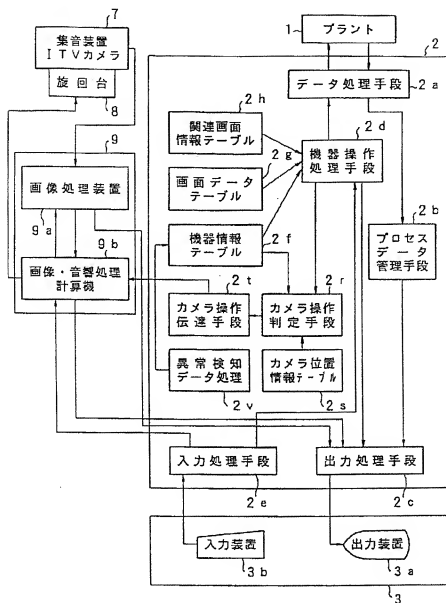 7
集音装置
ITVカメラ
旋回台
8
9
画像処理装置
9a
9b
画像・音響処理
計算機
1
プラント
2
データ処理手段
2a
2h
関連画面
情報テーブル
2g
画面データ
テーブル
2d
機器操作
処理手段
2b
プロセス
データ
管理手段
機器情報
テーブル
2f
2t
カメラ操作
伝達手段
2r
カメラ操作
判定手段
異常検知
データ処理
2v
カメラ位置
情報テーブル
2s
入力処理手段
2e
出力処理手段
2c
入力装置
3b
出力装置
3a
3